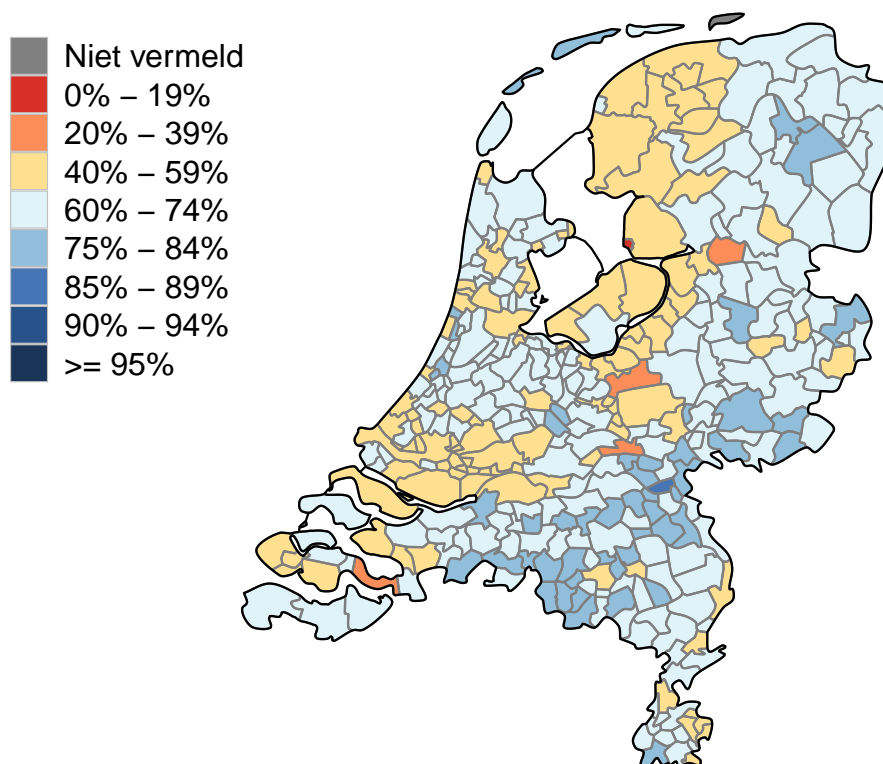 Niet vermeld
0% – 19%
20% – 39%
40% – 59%
60% – 74%
75% – 84%
85% – 89%
90% – 94%
>= 95%